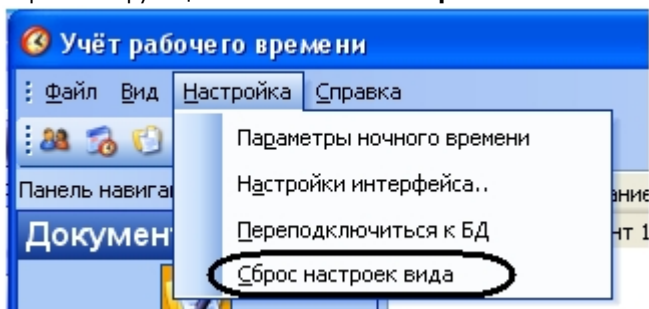 Учёт рабочего времени
Файл Вид Настройка Справка
Параметры ночного времени
Настройки интерфейса..
Панель навига
Переподключиться к БД
Докумен
Сброс настроек вида